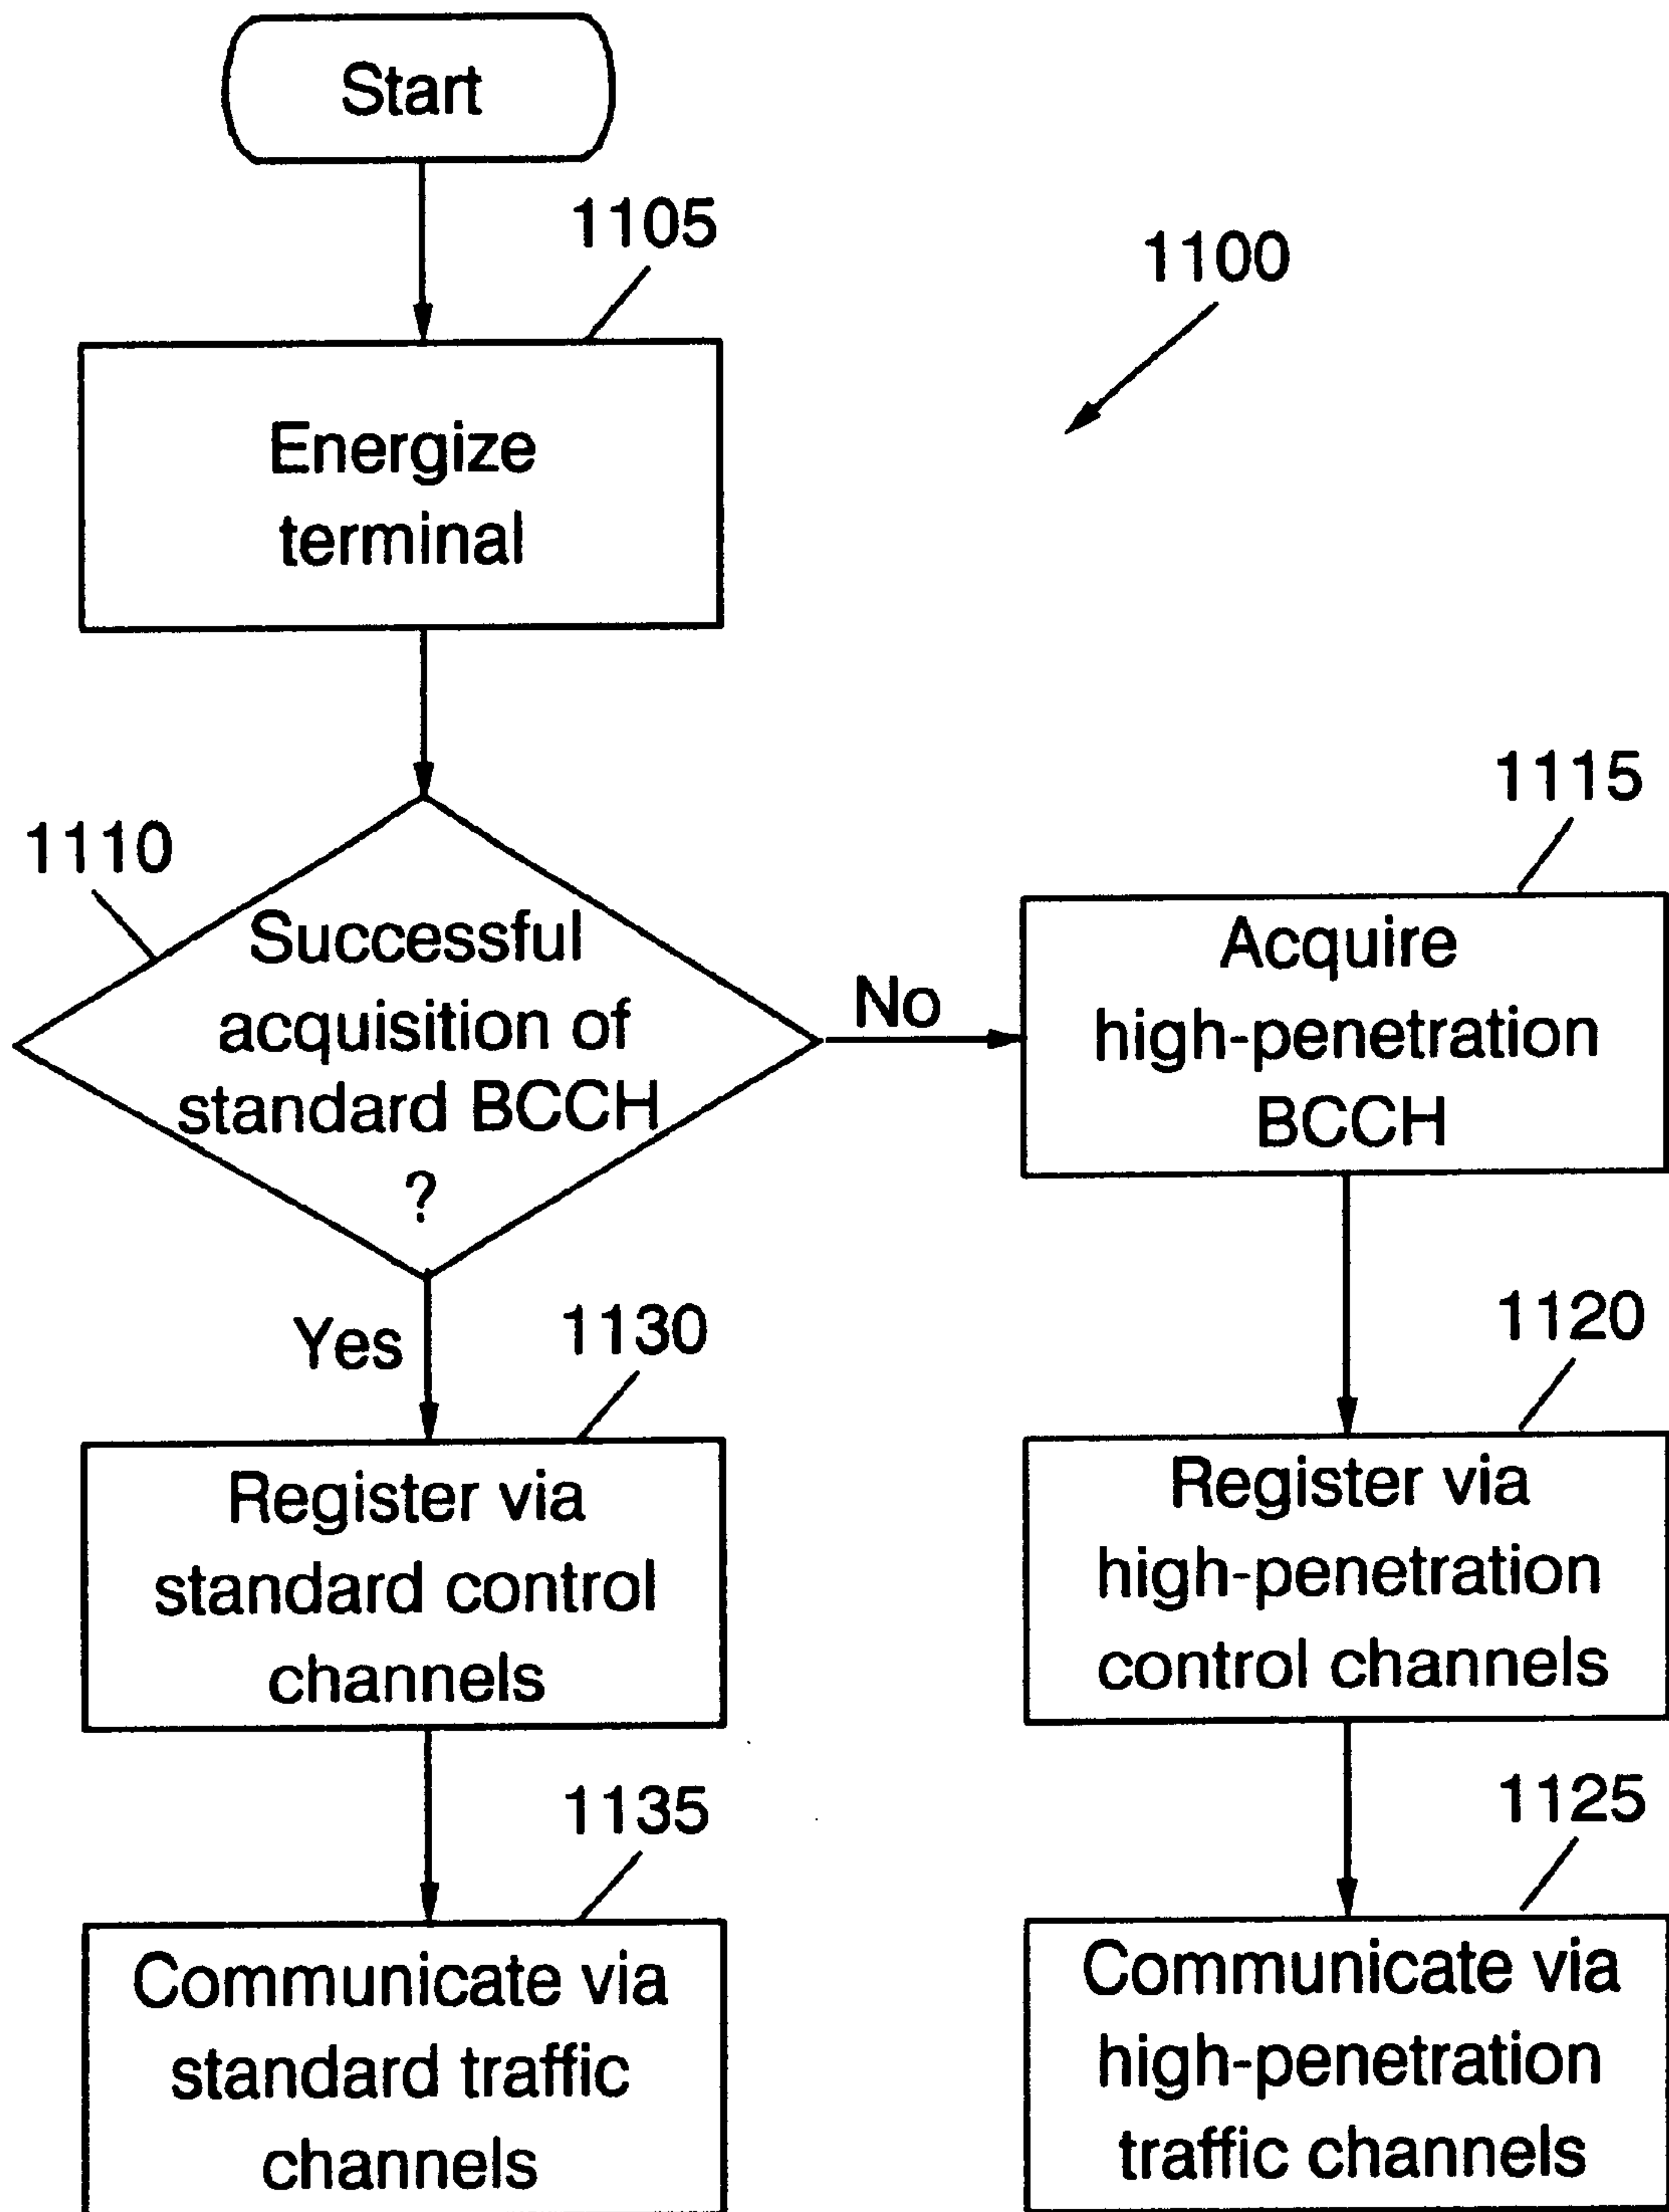 Start
1105
1100
Energize
terminal
1110
Successful
acquisition of
standard BCCH
?
No
1115
Acquire
high-penetration
BCCH
Yes
1130
Register via
standard control
channels
1120
Register via
high-penetration
control channels
1135
Communicate via
standard traffic
channels
1125
Communicate via
high-penetration
traffic channels